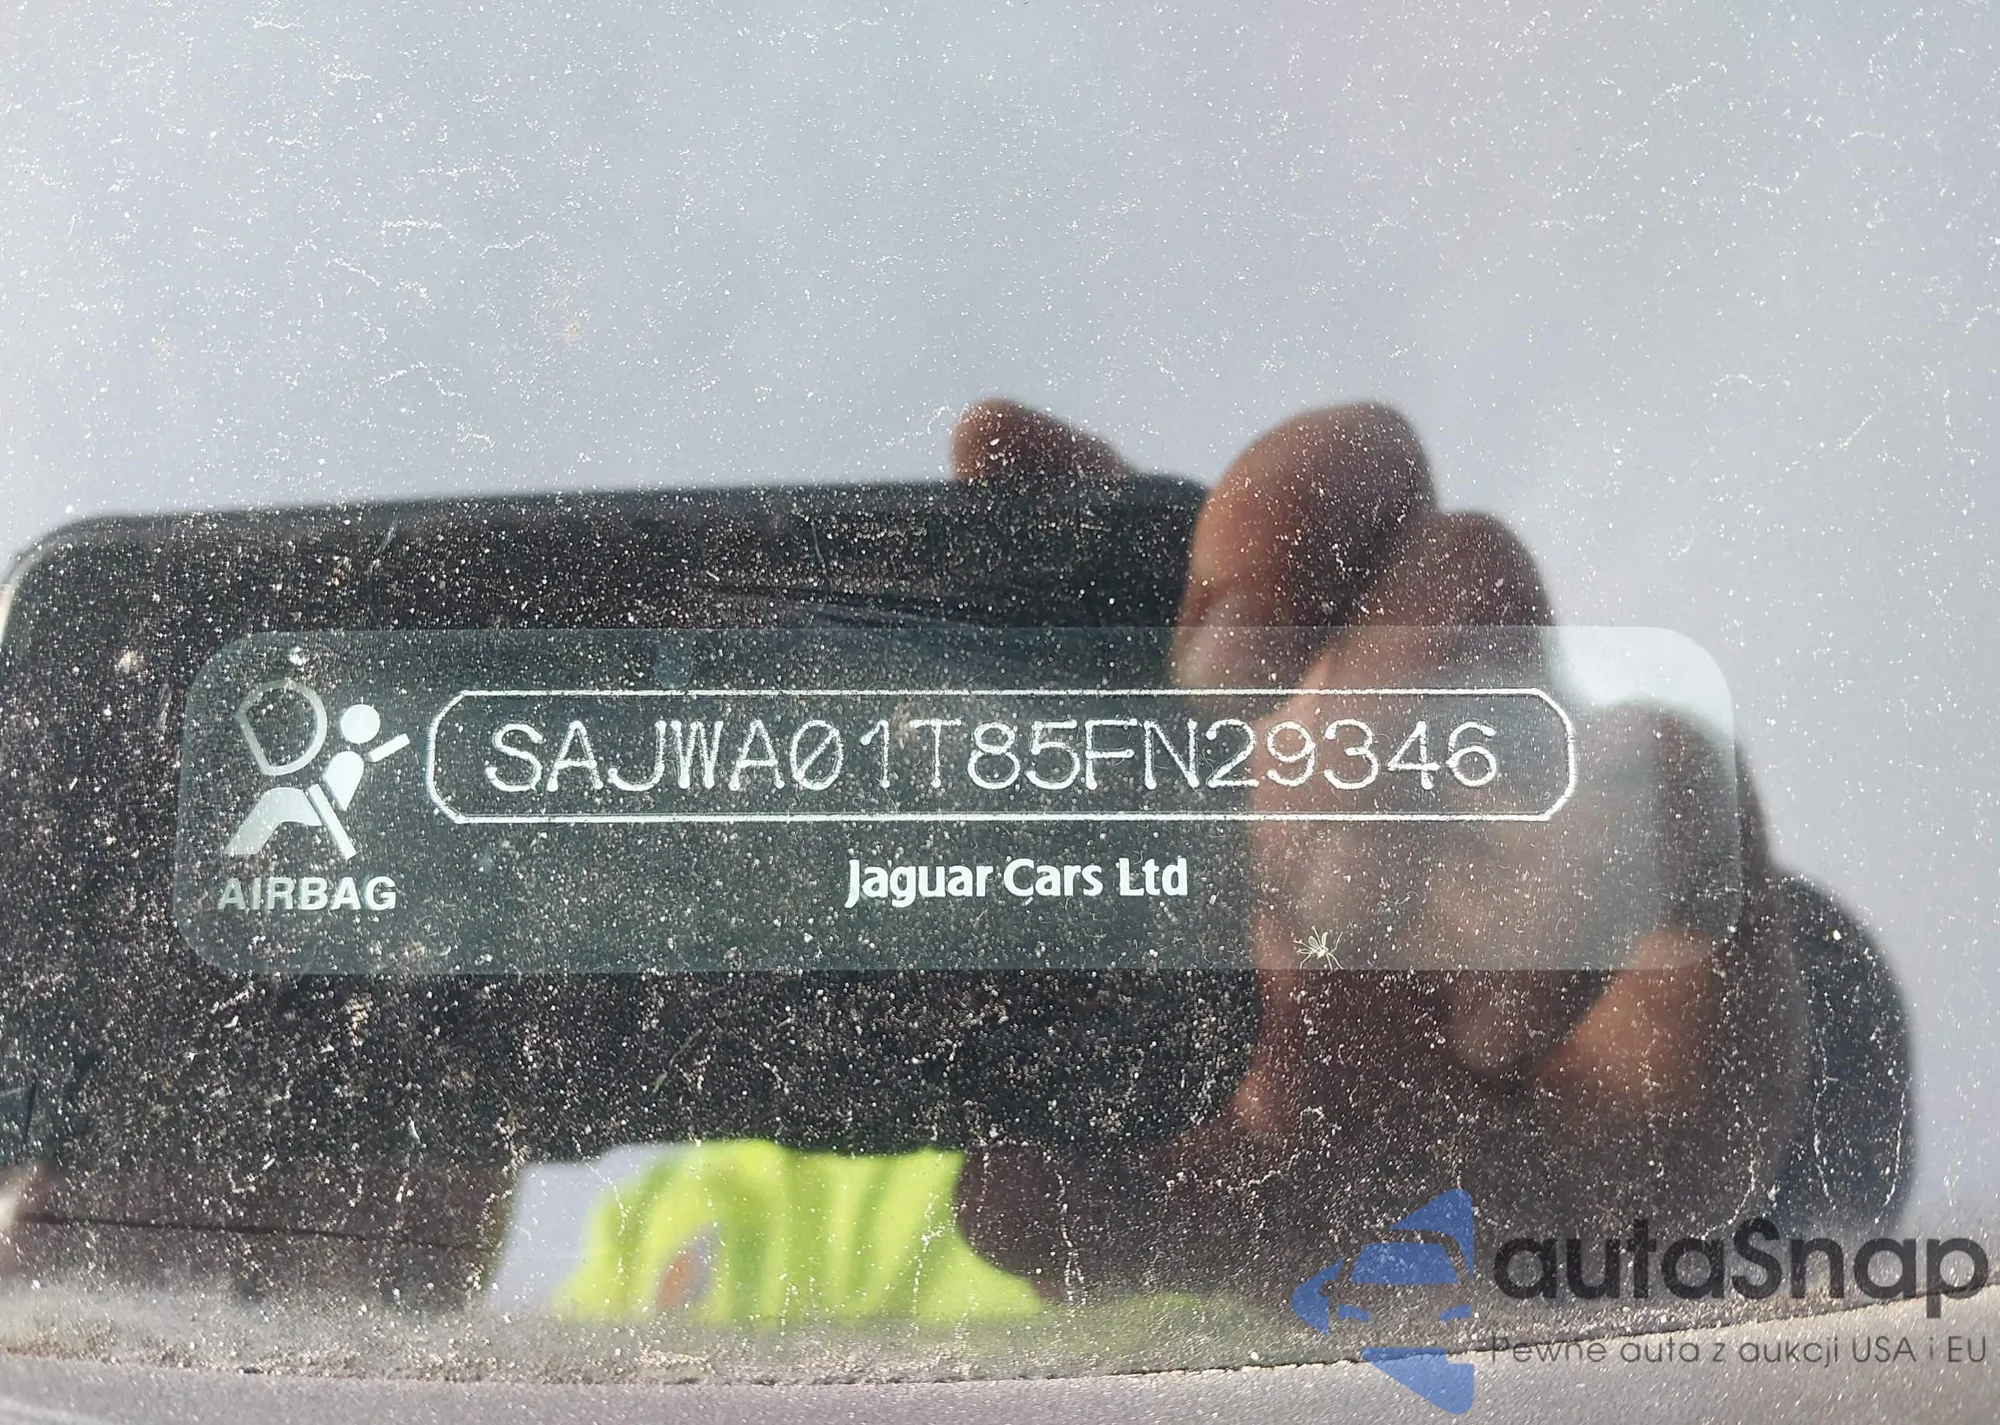 SAJWA01T85FN29346
AIRBAG
Jaguar Cars Ltd
autaSnap
Pewne auta z aukcji USA i EU